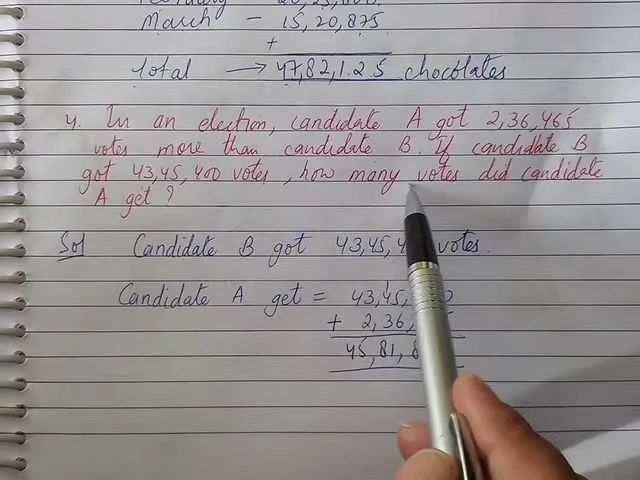 March - 15,20,875
+
Total → 47,82,1.25 chocolates
4. In an election, candidate A got 2,36,465
votes more than candidate B. If candidate B
got 43,45,400 votes, how many votes did candidate
A get?
Sol Candidate B got 43,45,4 votes.
Candidate A get = 43,45,
+ 2,36,
45,81,8